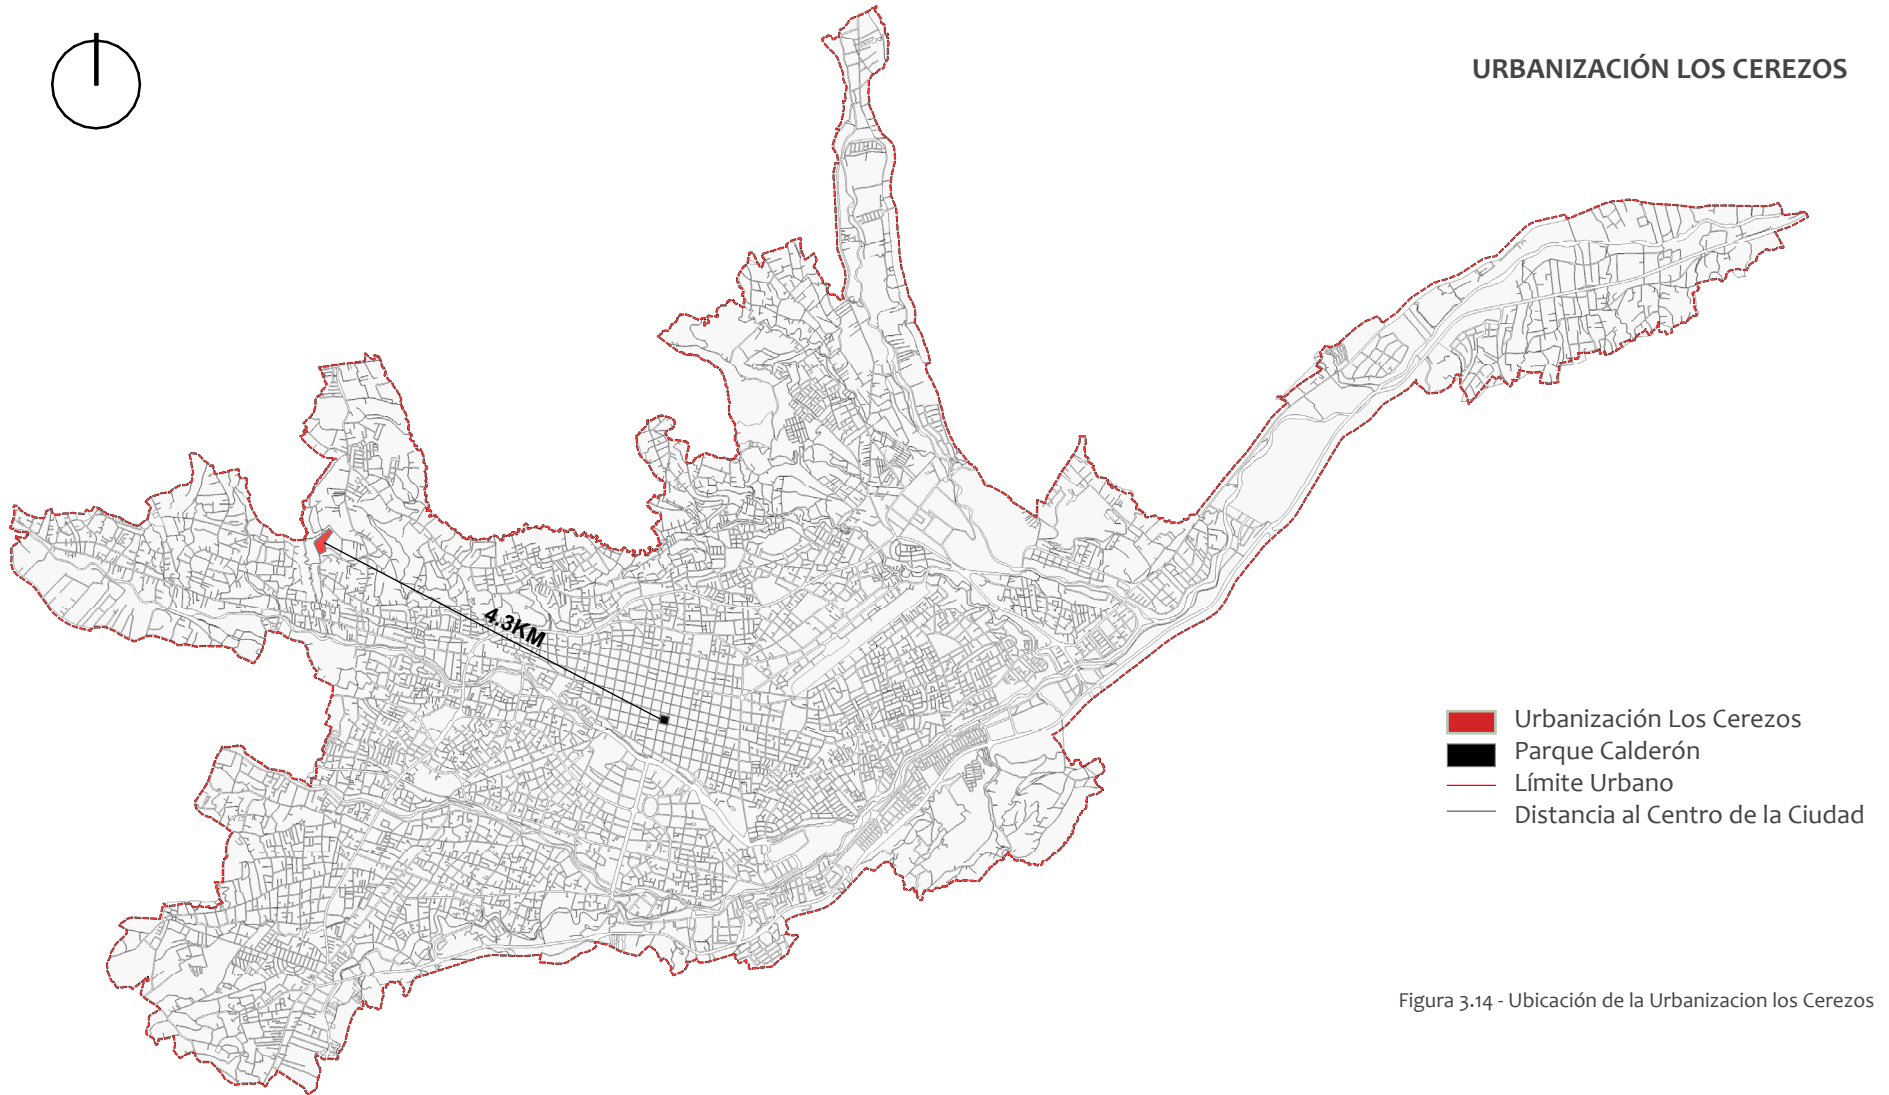 URBANIZACIÓN LOS CEREZOS
4.3KM
Urbanización Los Cerezos
Parque Calderón
Límite Urbano
Distancia al Centro de la Ciudad
Figura 3.14 - Ubicación de la Urbanizacion los Cerezos